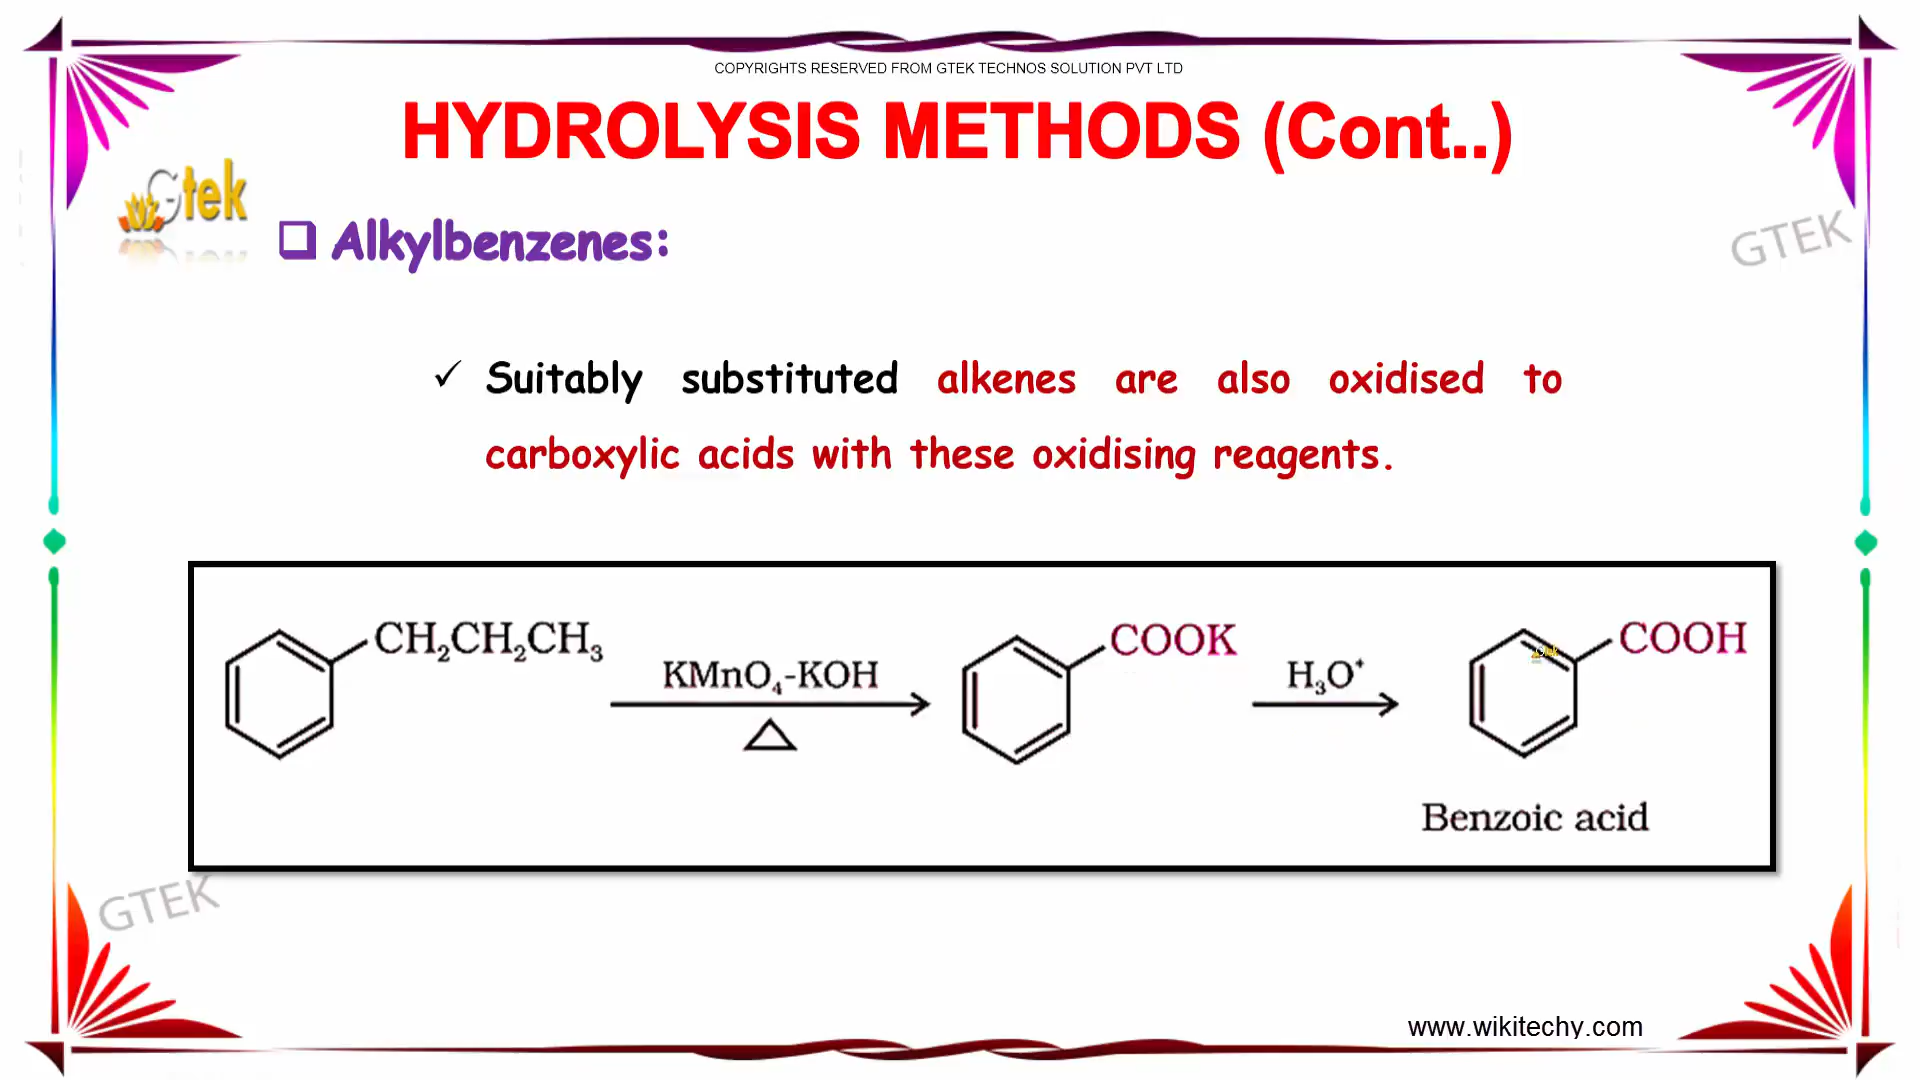 COPYRIGHTS RESERVED FROM GTEK TECHNOS SOLUTION PVT LTD
HYDROLYSIS METHODS (Cont..)
Gtek
❑ Alkylbenzenes:
GTEK
✓ Suitably substituted alkenes are also oxidised to
carboxylic acids with these oxidising reagents.
CH₂CH₂CH₃
KMnO₄-KOH
△
COOK
H₃O⁺
COOH
Benzoic acid
GTEK
www.wikitechy.com